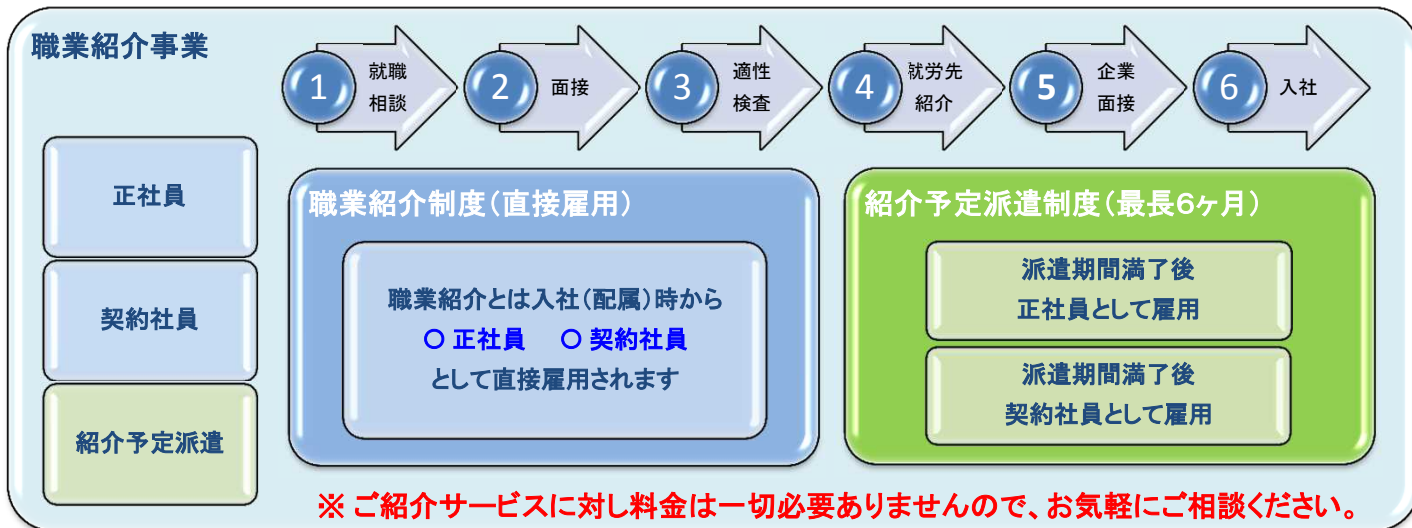 職業紹介事業
1
就職
相談
2
面接
3
適性
検査
4
就労先
紹介
5
企業
面接
6
入社
正社員
契約社員
紹介予定派遣
職業紹介制度(直接雇用)
職業紹介とは入社(配属)時から
○ 正社員 ○ 契約社員
として直接雇用されます
紹介予定派遣制度(最長6ヶ月)
派遣期間満了後
正社員として雇用
派遣期間満了後
契約社員として雇用
※ ご紹介サービスに対し料金は一切必要ありませんので、お気軽にご相談ください。